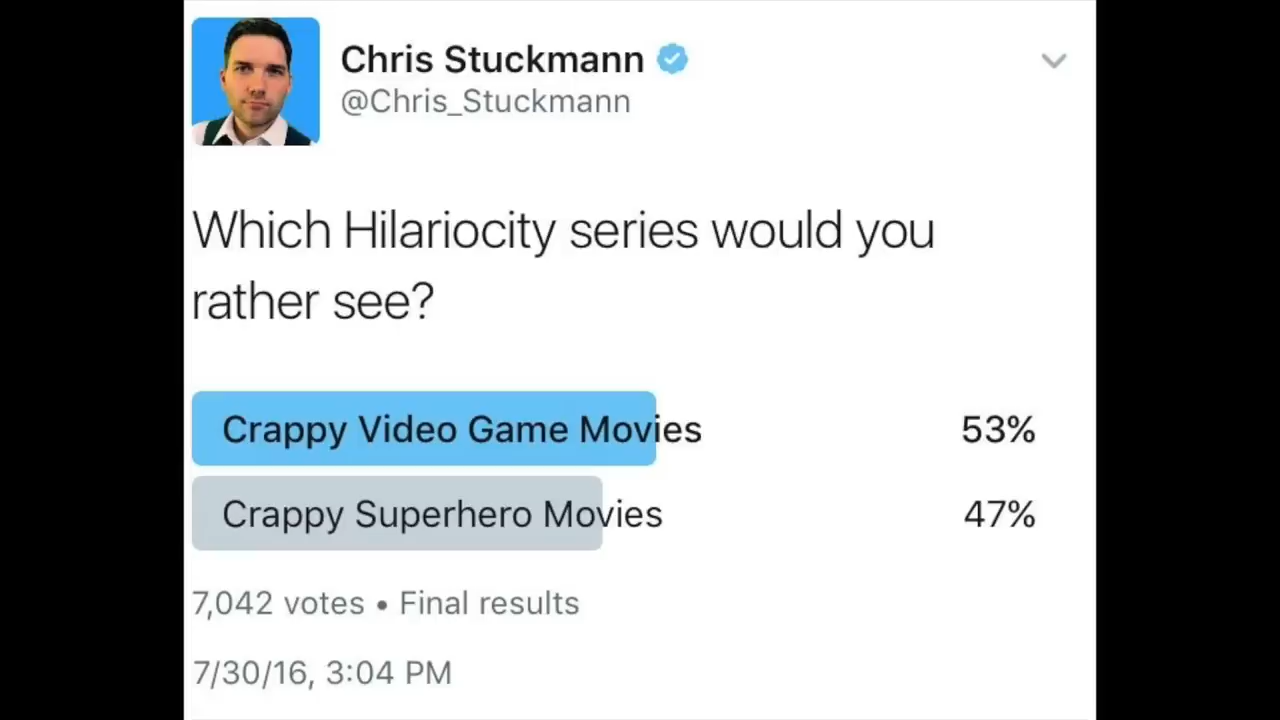 Chris Stuckmann
@Chris_Stuckmann
Which Hilariocity series would you
rather see?
Crappy Video Game Movies 53%
Crappy Superhero Movies 47%
7,042 votes • Final results
7/30/16, 3:04 PM